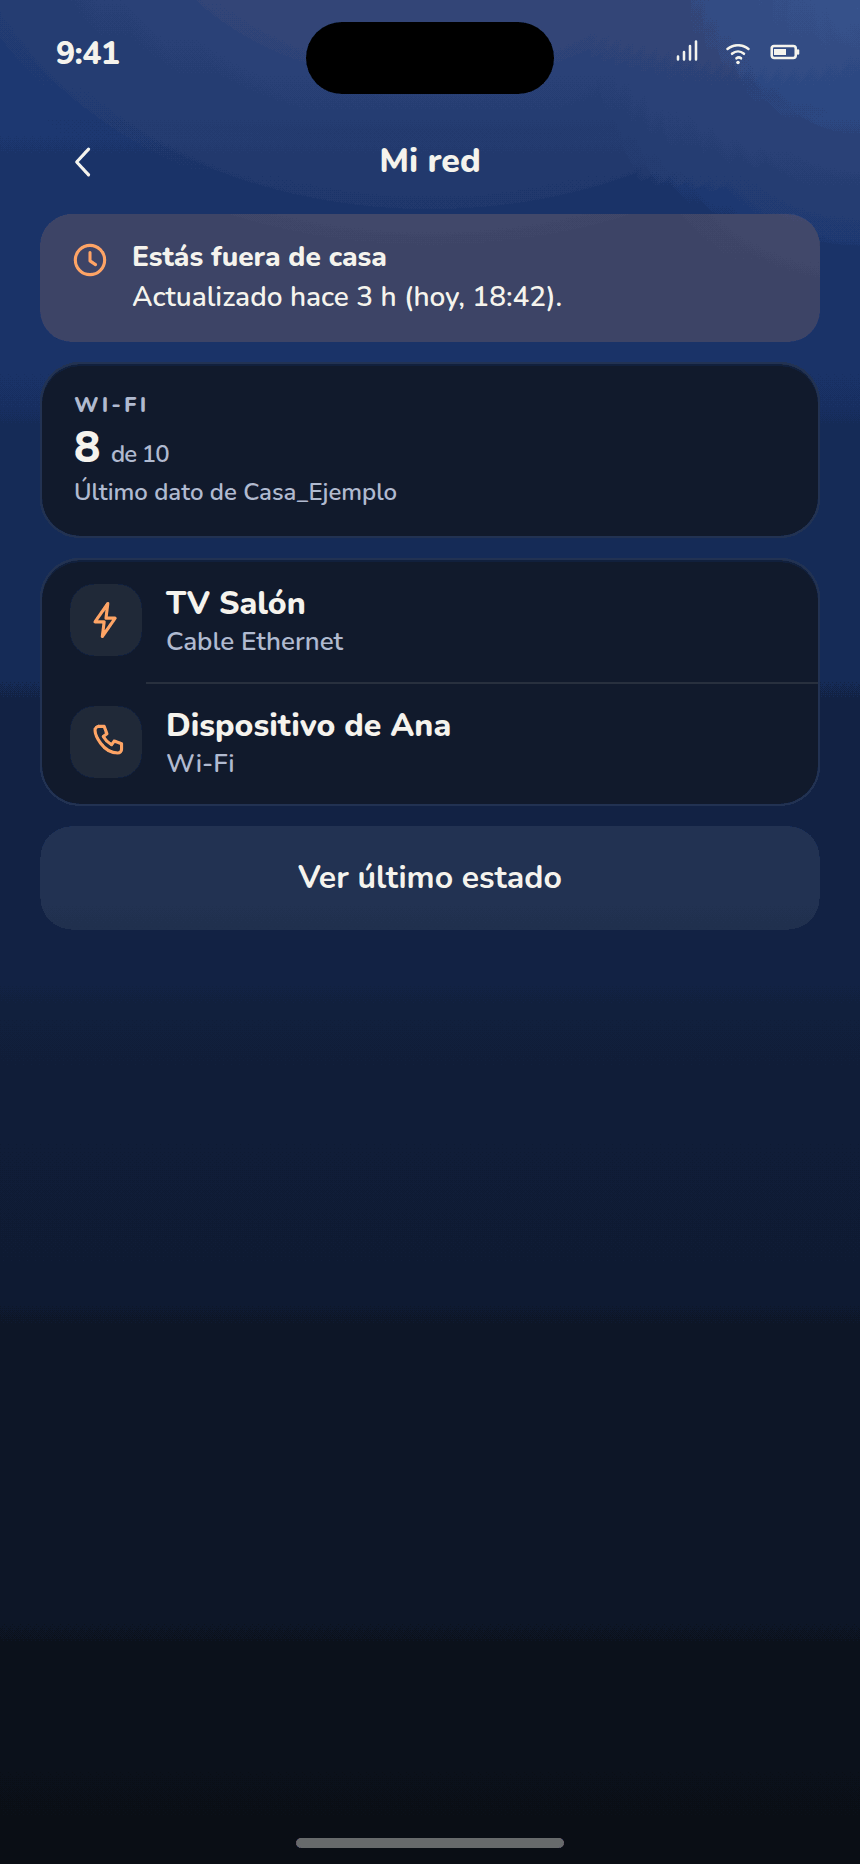 9:41
Mi red
Estás fuera de casa
Actualizado hace 3 h (hoy, 18:42).
WI-FI
8 de 10
Último dato de Casa_Ejemplo
TV Salón
Cable Ethernet
Dispositivo de Ana
Wi-Fi
Ver último estado